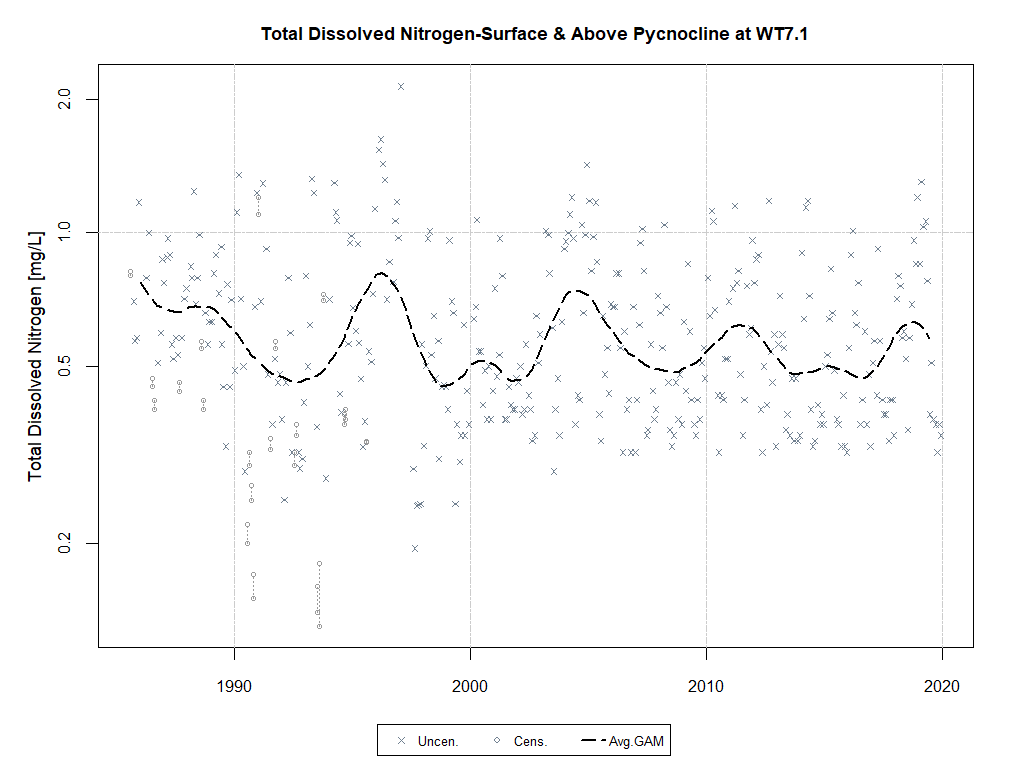 Total Dissolved Nitrogen-Surface & Above Pycnocline at WT7.1
Total Dissolved Nitrogen [mg/L]
2.0
1.0
0.5
0.2
1990 2000 2010 2020
Uncen. Cens. Avg.GAM